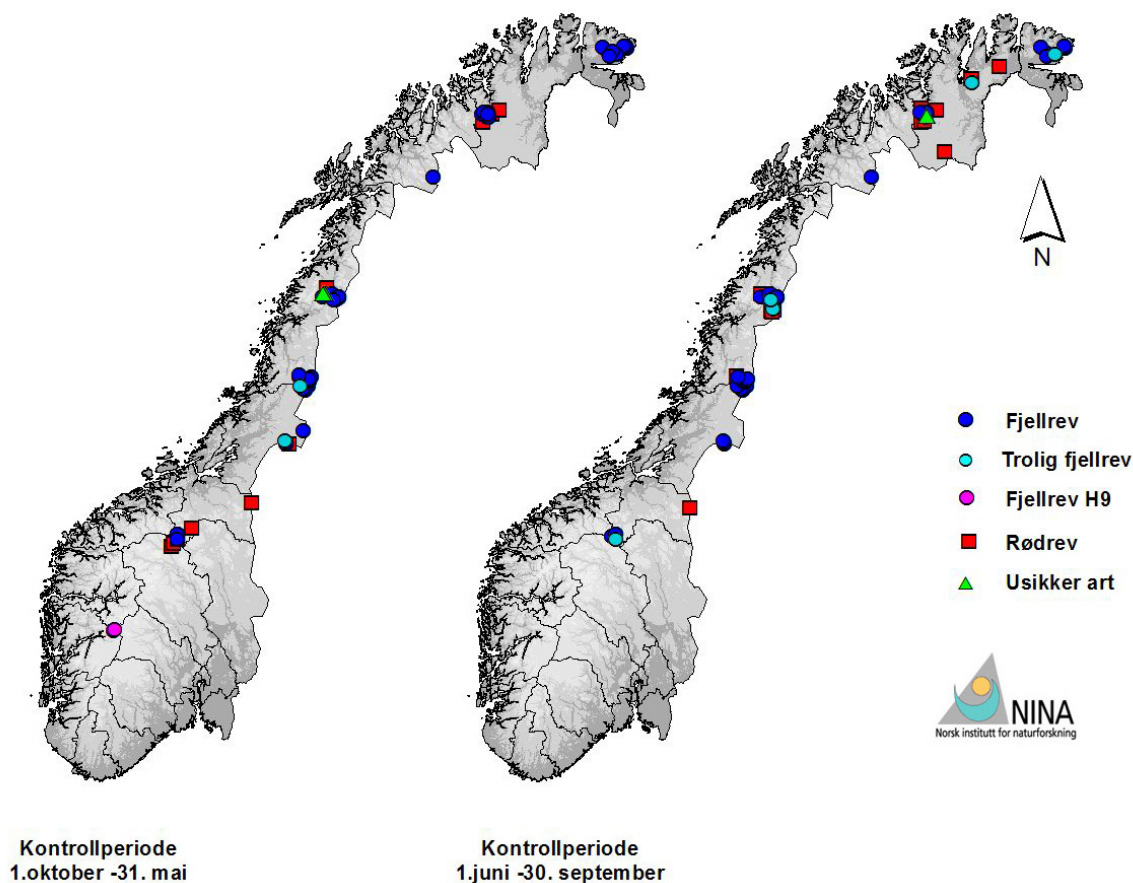 N
Fjellrev
Trolig fjellrev
Fjellrev H9
Rødrev
Usikker art
NINA
Norsk institutt for naturforskning
Kontrollperiode
1.oktober -31. mai
Kontrollperiode
1.juni -30. september